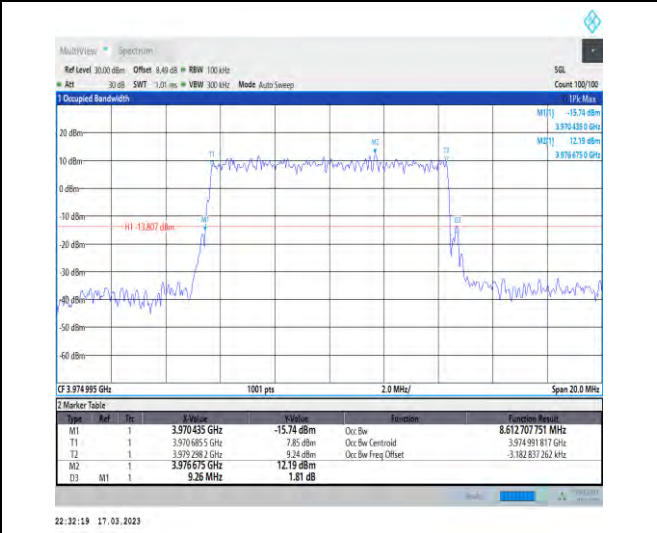 MultiView Spectrum
Ref Level 30.00 dBm Offset 8.49 dB RBW 100 kHz SGL
Att 30 dB SWT 1.01 ms VBW 300 kHz Mode Auto Sweep Count 100/100
1 Occupied Bandwidth 1Pk Max
M1[1] -15.74 dBm
3.970 435 0 GHz
M2[1] 12.19 dBm
3.976 675 0 GHz
20 dBm
10 dBm
0 dBm
-10 dBm
-20 dBm
-30 dBm
-40 dBm
-50 dBm
-60 dBm
T1
M2
T2
M1
D3
H1 -13.807 dBm
CF 3.974 995 GHz 1001 pts 2.0 MHz/ Span 20.0 MHz
2 Marker Table
Type Ref Trc X-Value Y-Value Function Function Result
M1 1 3.970 435 GHz -15.74 dBm Occ Bw 8.612 707 751 MHz
T1 1 3.970 685 5 GHz 7.85 dBm Occ Bw Centroid 3.974 991 817 GHz
T2 1 3.979 298 2 GHz 9.24 dBm Occ Bw Freq Offset -3.182 837 262 kHz
M2 1 3.976 675 GHz 12.19 dBm
D3 M1 1 9.26 MHz 1.81 dB
22:32:19 17.03.2023